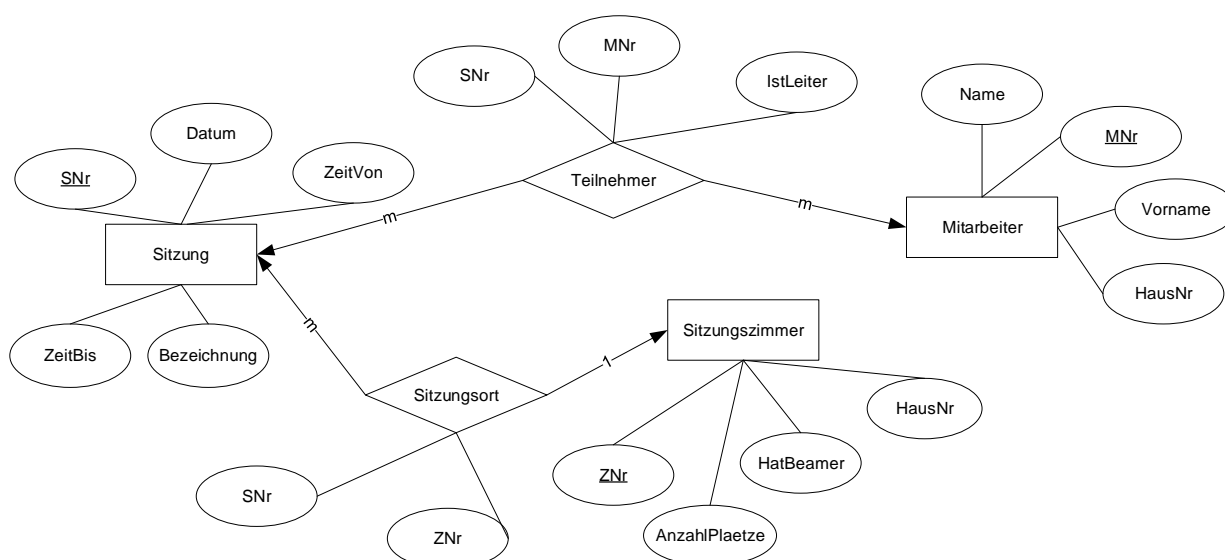 MNr
SNr
IstLeiter
Name
Datum
MNr
SNr
ZeitVon
Teilnehmer
Vorname
m
m
Mitarbeiter
Sitzung
HausNr
m
Sitzungszimmer
ZeitBis
Bezeichnung
1
Sitzungsort
HausNr
HatBeamer
ZNr
SNr
AnzahlPlaetze
ZNr